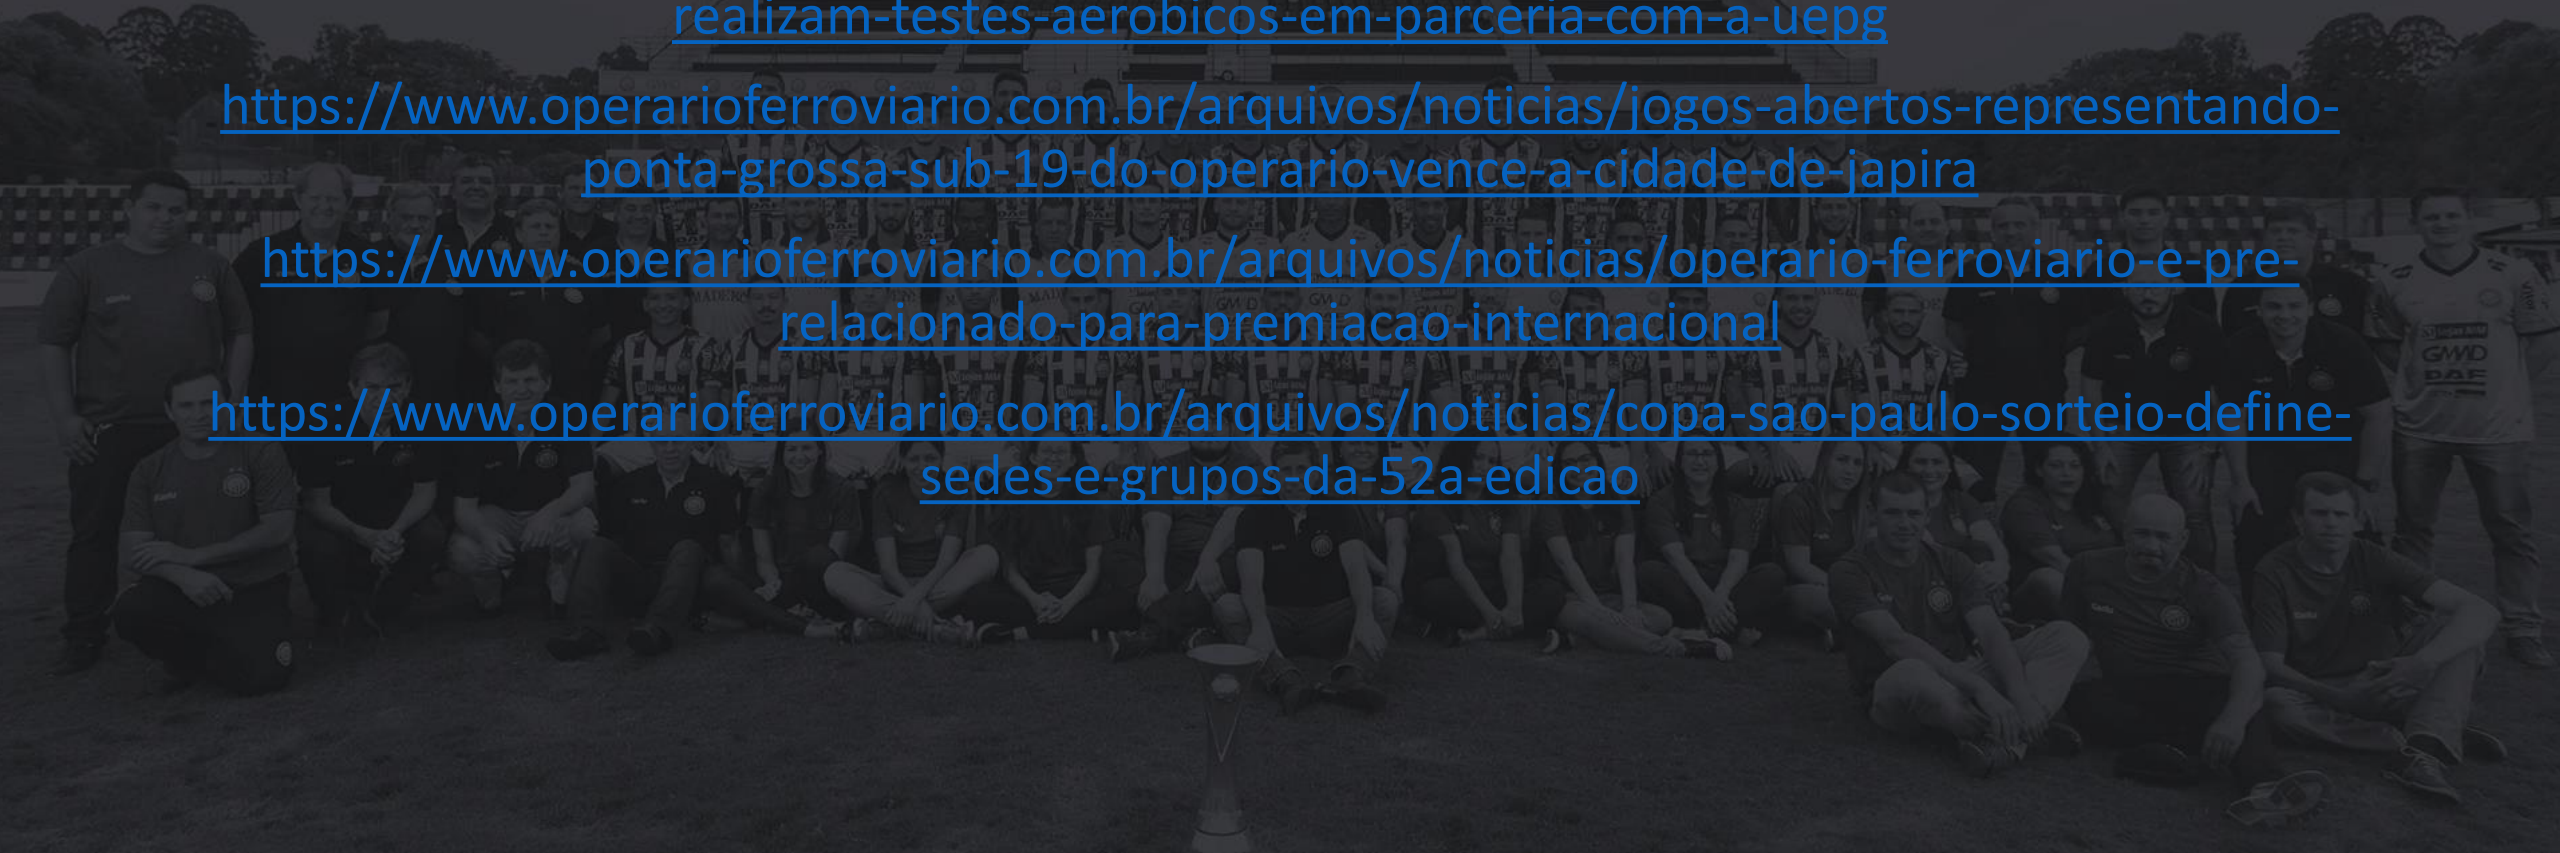 realizam-testes-aerobicos-em-parceria-com-a-uepg
https://www.operarioferroviario.com.br/arquivos/noticias/jogos-abertos-representando-
ponta-grossa-sub-19-do-operario-vence-a-cidade-de-japira
https://www.operarioferroviario.com.br/arquivos/noticias/operario-ferroviario-e-pre-
relacionado-para-premiacao-internacional
https://www.operarioferroviario.com.br/arquivos/noticias/copa-sao-paulo-sorteio-define-
sedes-e-grupos-da-52a-edicao